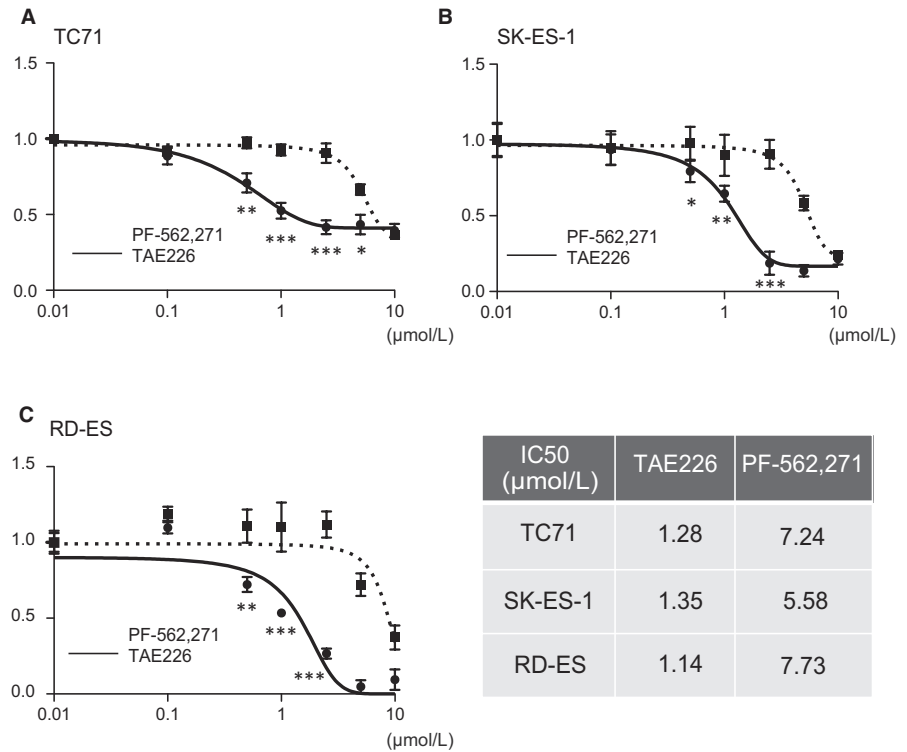 A
TC71
1.5
1.0
0.5
0.0
** *** *** *
PF-562,271
TAE226
0.01 0.1 1 10
(µmol/L)
B
SK-ES-1
1.5
1.0
0.5
0.0
* ** ***
PF-562,271
TAE226
0.01 0.1 1 10
(µmol/L)
C
RD-ES
1.5
1.0
0.5
0.0
** *** ***
PF-562,271
TAE226
0.01 0.1 1 10
(µmol/L)
IC50 (µmol/L) TAE226 PF-562,271
TC71 1.28 7.24
SK-ES-1 1.35 5.58
RD-ES 1.14 7.73